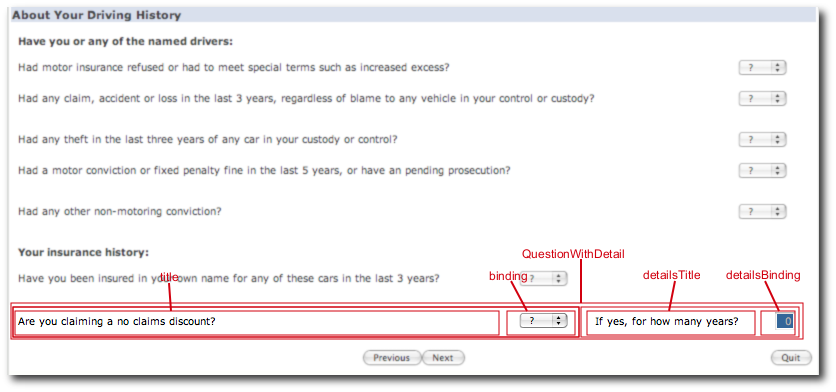 About Your Driving History
Have you or any of the named drivers:
Had motor insurance refused or had to meet special terms such as increased excess? ?
Had any claim, accident or loss in the last 3 years, regardless of blame to any vehicle in your control or custody? ?
Had any theft in the last three years of any car in your custody or control? ?
Had a motor conviction or fixed penalty fine in the last 5 years, or have an pending prosecution? ?
Had any other non-motoring conviction? ?
Your insurance history:
QuestionWithDetail
title binding detailsTitle detailsBinding
Have you been insured in your own name for any of these cars in the last 3 years? ?
Are you claiming a no claims discount? ? If yes, for how many years? 0
Previous Next Quit